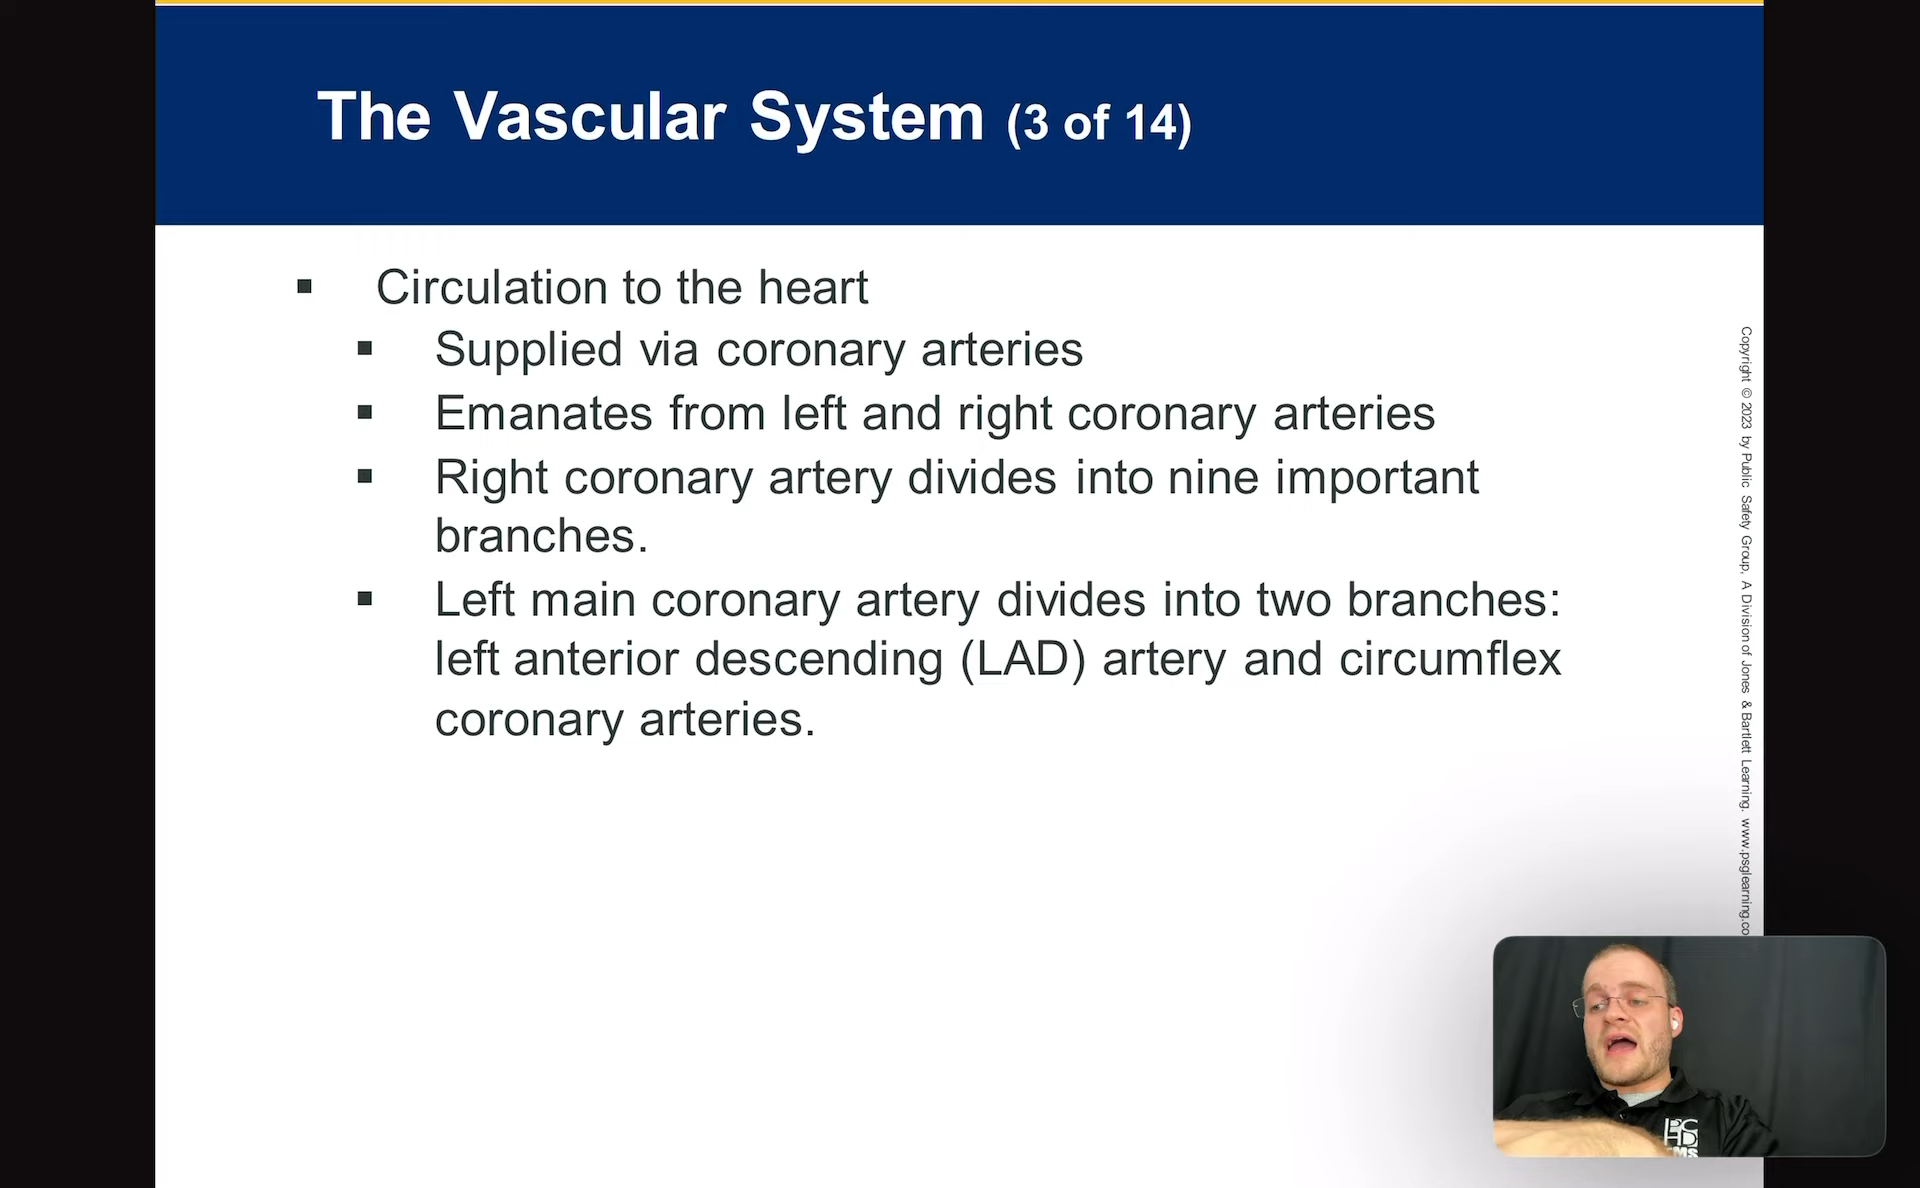 The Vascular System (3 of 14)
▪ Circulation to the heart
▪ Supplied via coronary arteries
▪ Emanates from left and right coronary arteries
▪ Right coronary artery divides into nine important
branches.
▪ Left main coronary artery divides into two branches:
left anterior descending (LAD) artery and circumflex
coronary arteries.
Copyright © 2023 by Public Safety Group, A Division of Jones & Bartlett Learning. www.psglearning.co
PC
HD
EMS